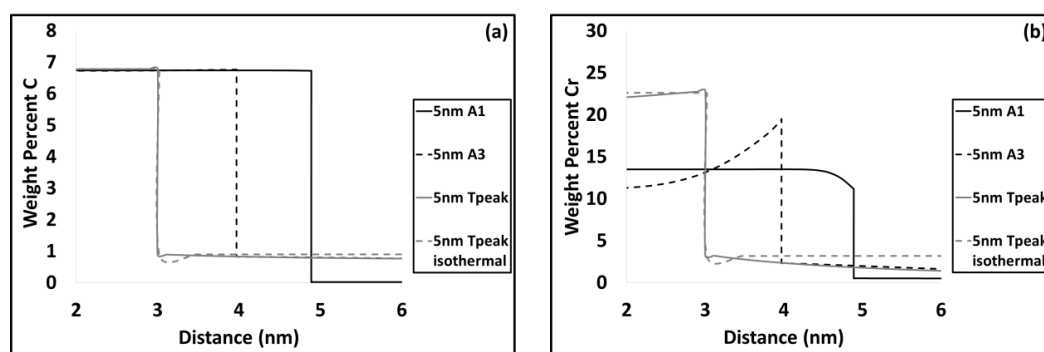 (a)
Weight Percent C
8
7
6
5
4
3
2
1
0
2 3 4 5 6
Distance (nm)
5nm A1
5nm A3
5nm Tpeak
5nm Tpeak
isothermal
(b)
Weight Percent Cr
30
25
20
15
10
5
0
2 3 4 5 6
Distance (nm)
5nm A1
5nm A3
5nm Tpeak
5nm Tpeak
isothermal